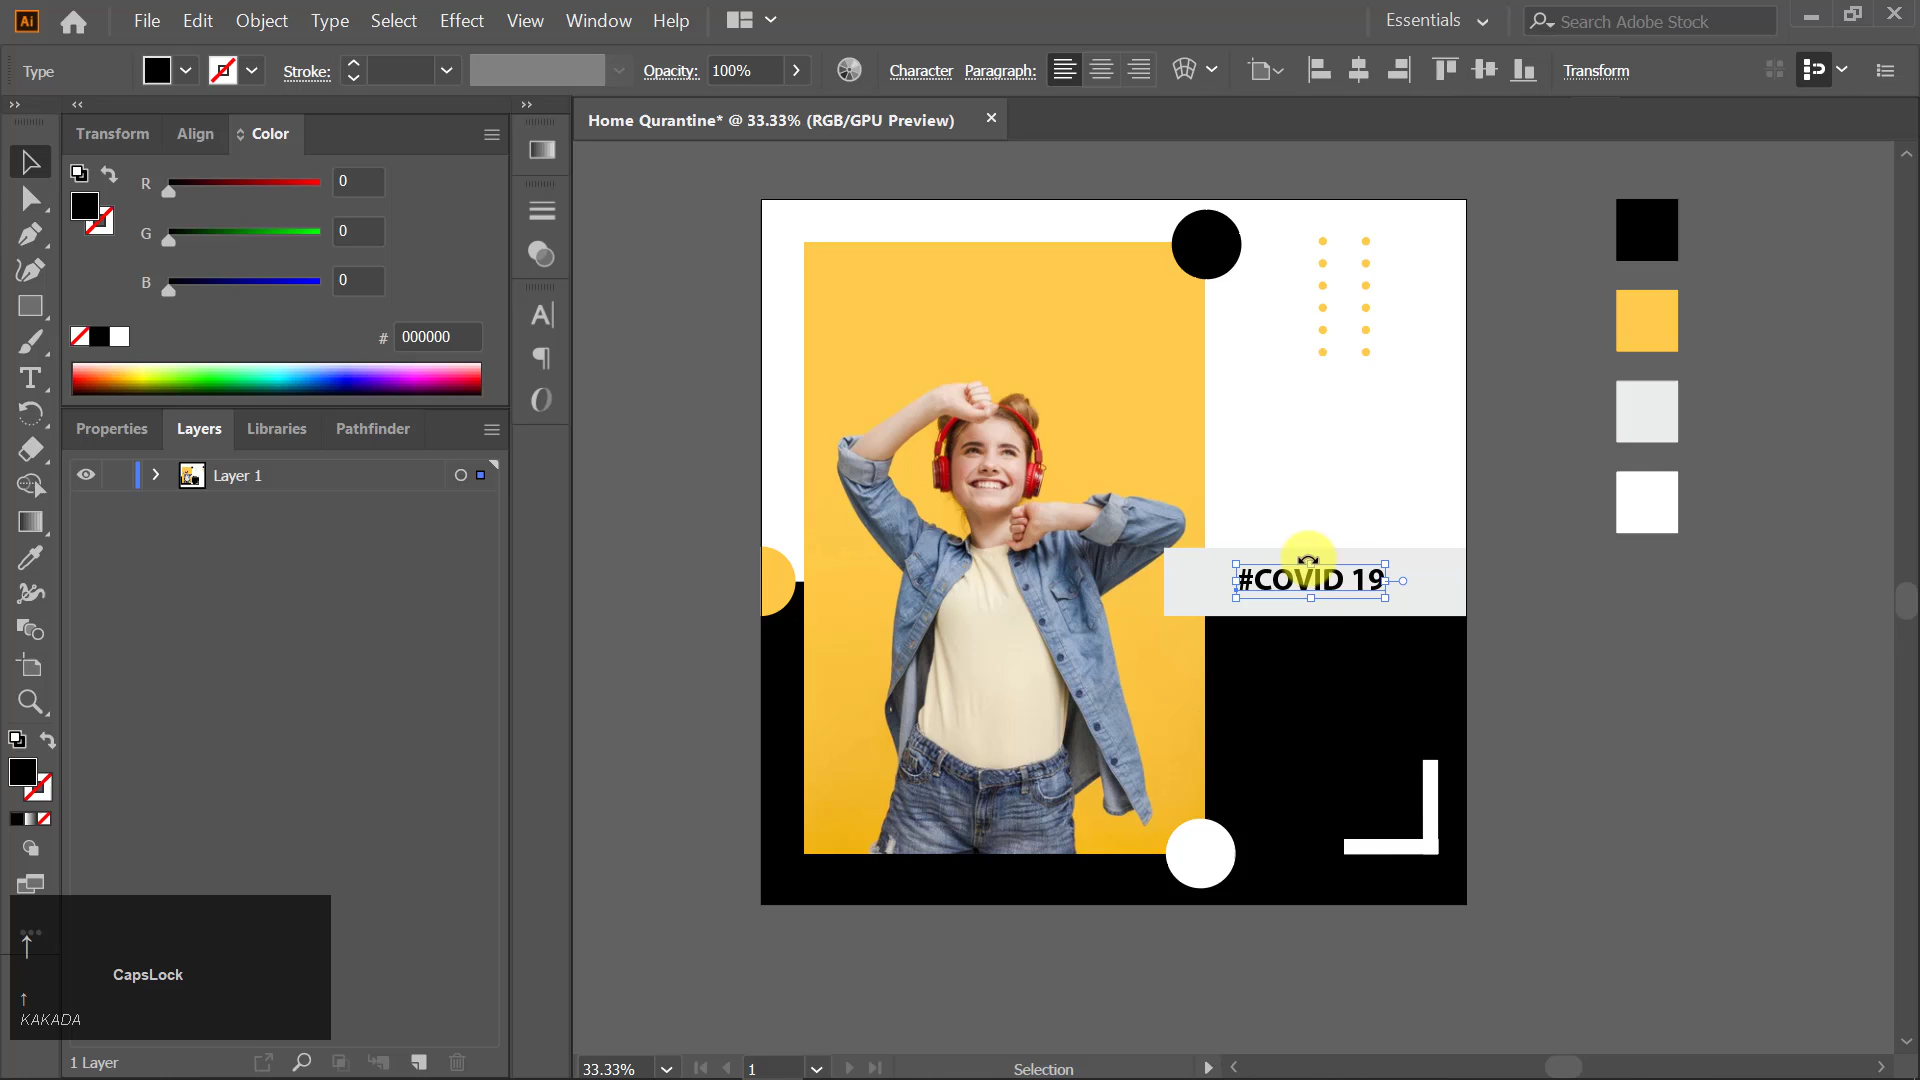 Ai File Edit Object Type Select Effect View Window Help Essentials Search Adobe Stock
Type Stroke: Opacity: 100% Character Paragraph: Transform
Home Qurantine* @ 33.33% (RGB/GPU Preview)
Transform Align Color
R 0
G 0
B 0
# 000000
Properties Layers Libraries Pathfinder
Layer 1
#COVID 19
CapsLock
KAKADA
1 Layer
33.33% 1 Selection